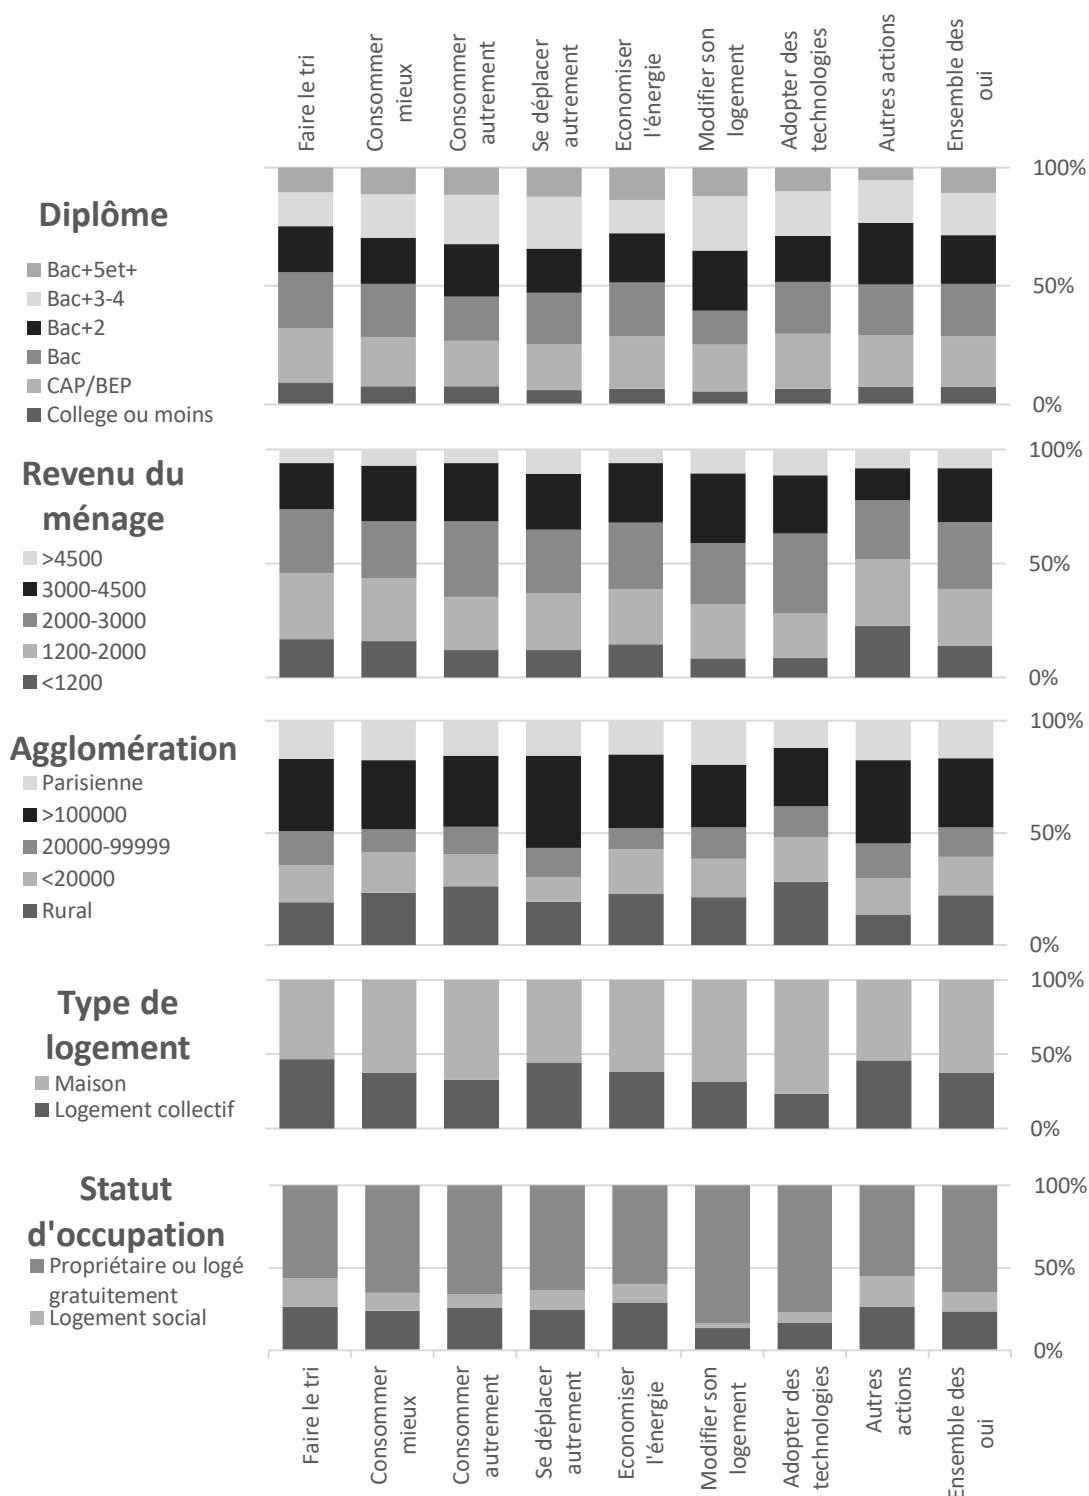 Faire le tri
Consommer
mieux
Consommer
autrement
Se déplacer
autrement
Economiser
l'énergie
Modifier son
logement
Adopter des
technologies
Autres actions
Ensemble des
oui
Diplôme
Bac+5et+
Bac+3-4
Bac+2
Bac
CAP/BEP
College ou moins
100%
50%
0%
Revenu du
ménage
>4500
3000-4500
2000-3000
1200-2000
<1200
100%
50%
0%
Agglomération
Parisienne
>100000
20000-99999
<20000
Rural
100%
50%
0%
Type de
logement
Maison
Logement collectif
100%
50%
0%
Statut
d'occupation
Propriétaire ou logé
gratuitement
Logement social
100%
50%
0%
Faire le tri
Consommer
mieux
Consommer
autrement
Se déplacer
autrement
Economiser
l'énergie
Modifier son
logement
Adopter des
technologies
Autres
actions
Ensemble des
oui